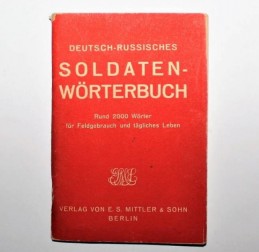 DEUTSCH-RUSSISCHES
SOLDATEN-
WÖRTERBUCH
Rund 2000 Wörter
für Feldgebrauch und tägliches Leben
VERLAG VON E. S. MITTLER & SOHN
BERLIN